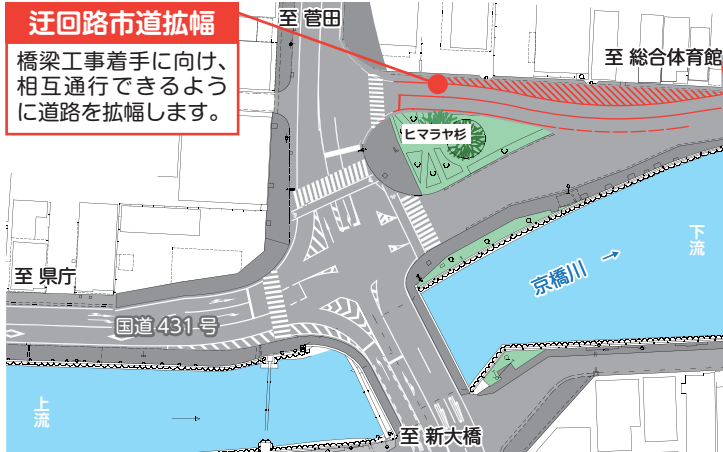 迂回路市道拡幅
橋梁工事着手に向け、
相互通行できるよう
に道路を拡幅します。
至 菅田
至 総合体育館
ヒマラヤ杉
下流
京橋川
至 県庁
国道 431 号
上流
至 新大橋